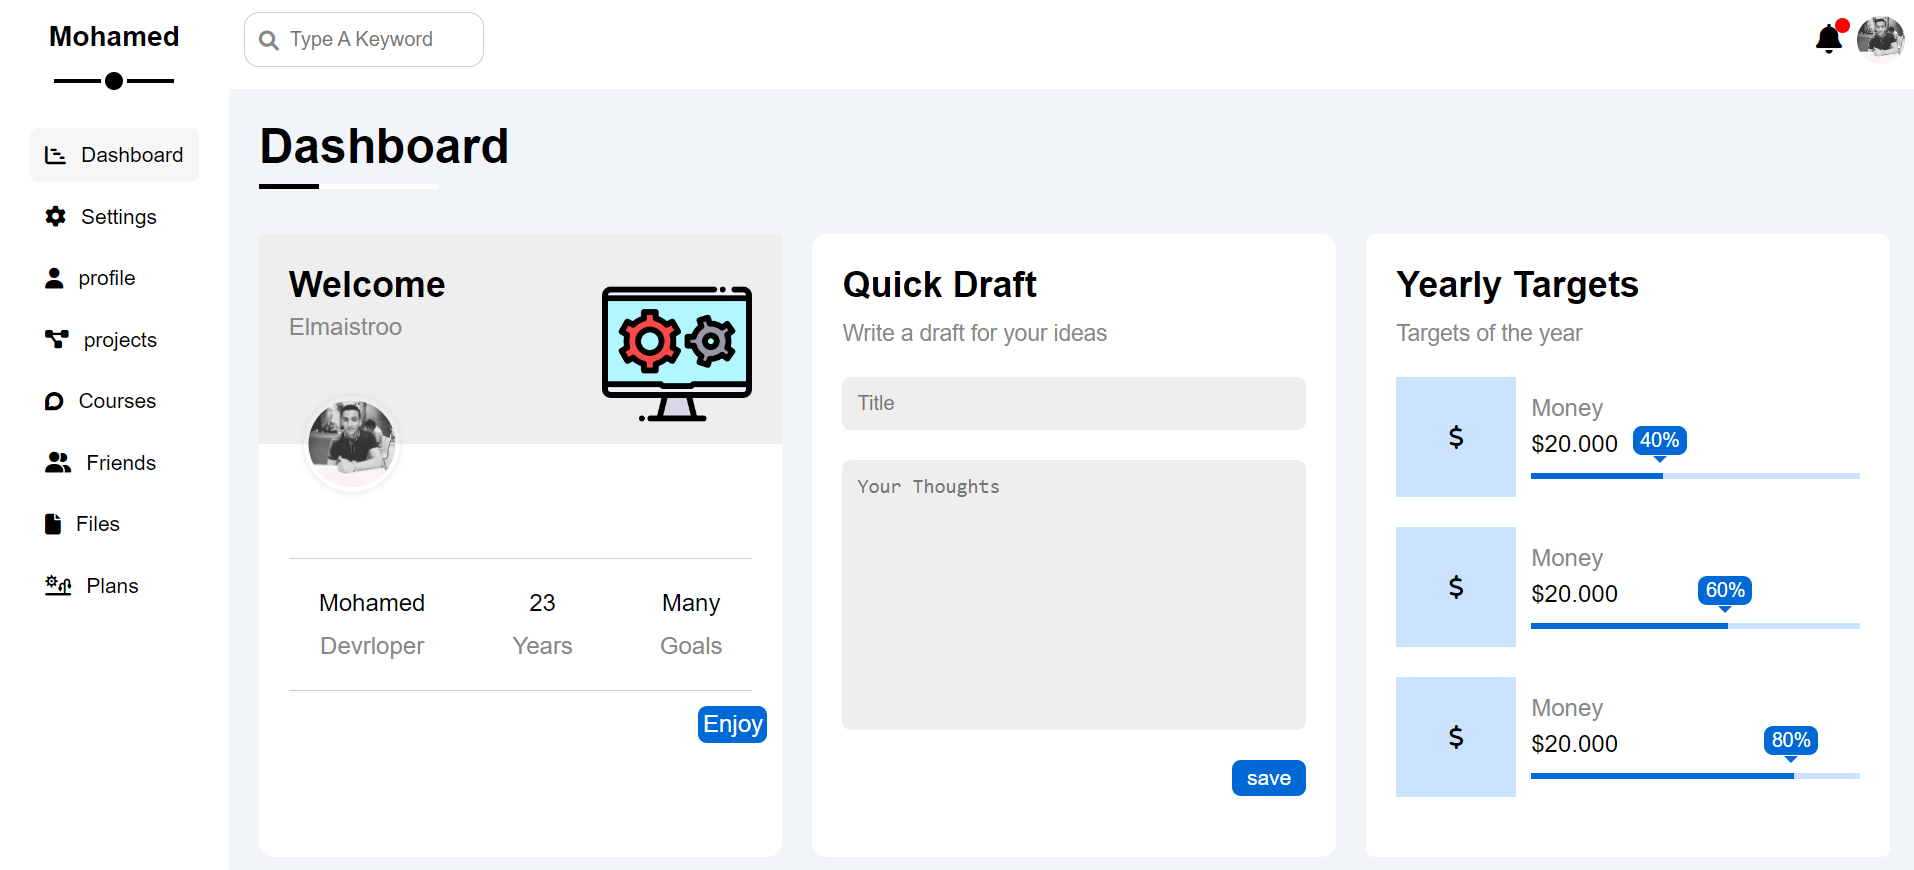 Mohamed
Type A Keyword
Dashboard
Settings
profile
projects
Courses
Friends
Files
Plans
Dashboard
Welcome
Elmaistroo
Mohamed
Devrloper
23
Years
Many
Goals
Enjoy
Quick Draft
Write a draft for your ideas
Title
Your Thoughts
save
Yearly Targets
Targets of the year
$
Money
$20.000
40%
$
Money
$20.000
60%
$
Money
$20.000
80%